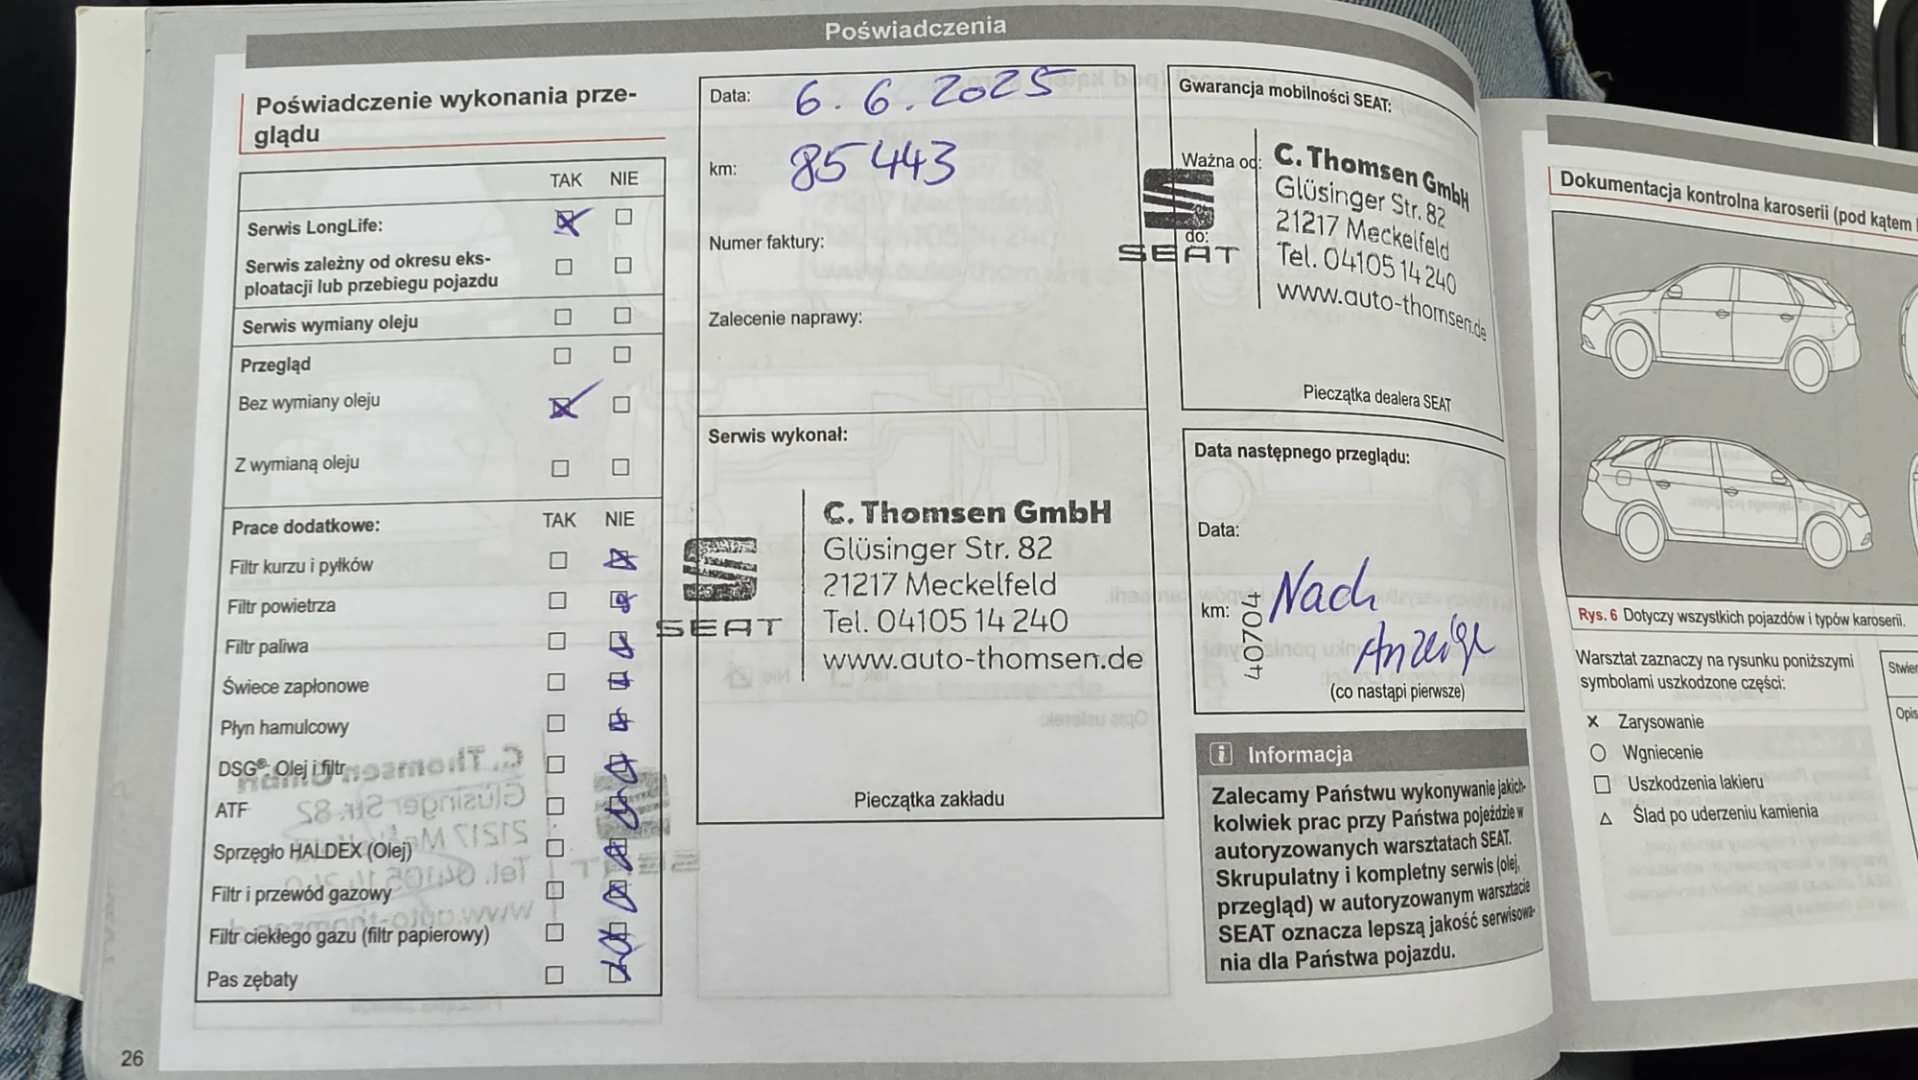 Poświadczenia
Poświadczenie wykonania prze-
glądu
TAK NIE
Serwis LongLife:
Serwis zależny od okresu eks-
ploatacji lub przebiegu pojazdu
Serwis wymiany oleju
Przegląd
Bez wymiany oleju
Z wymianą oleju
Prace dodatkowe: TAK NIE
Filtr kurzu i pyłków
Filtr powietrza
Filtr paliwa
Świece zapłonowe
Płyn hamulcowy
DSG®: Olej i filtr
ATF
Sprzęgło HALDEX (Olej)
Filtr i przewód gazowy
Filtr ciekłego gazu (filtr papierowy)
Pas zębaty
26
Data: 6.6.2025
km: 85443
Numer faktury:
Zalecenie naprawy:
Serwis wykonał:
SEAT
C. Thomsen GmbH
Glüsinger Str. 82
21217 Meckelfeld
Tel. 04105 14 240
www.auto-thomsen.de
Pieczątka zakładu
Gwarancja mobilności SEAT:
Ważna od:
do:
SEAT
C. Thomsen GmbH
Glüsinger Str. 82
21217 Meckelfeld
Tel. 04105 14 240
www.auto-thomsen.de
Pieczątka dealera SEAT
Data następnego przeglądu:
Data:
km:
40704
Nach
Anzeige
(co nastąpi pierwsze)
i Informacja
Zalecamy Państwu wykonywanie jakich-
kolwiek prac przy Państwa pojeździe w
autoryzowanych warsztatach SEAT.
Skrupulatny i kompletny serwis (olej,
przegląd) w autoryzowanym warsztacie
SEAT oznacza lepszą jakość serwisowa-
nia dla Państwa pojazdu.
Dokumentacja kontrolna karoserii (pod kątem
Rys. 6 Dotyczy wszystkich pojazdów i typów karoserii.
Warsztat zaznaczy na rysunku poniższymi
symbolami uszkodzone części:
Zarysowanie
Wgniecenie
Uszkodzenia lakieru
Ślad po uderzeniu kamienia
Stwier
Opis